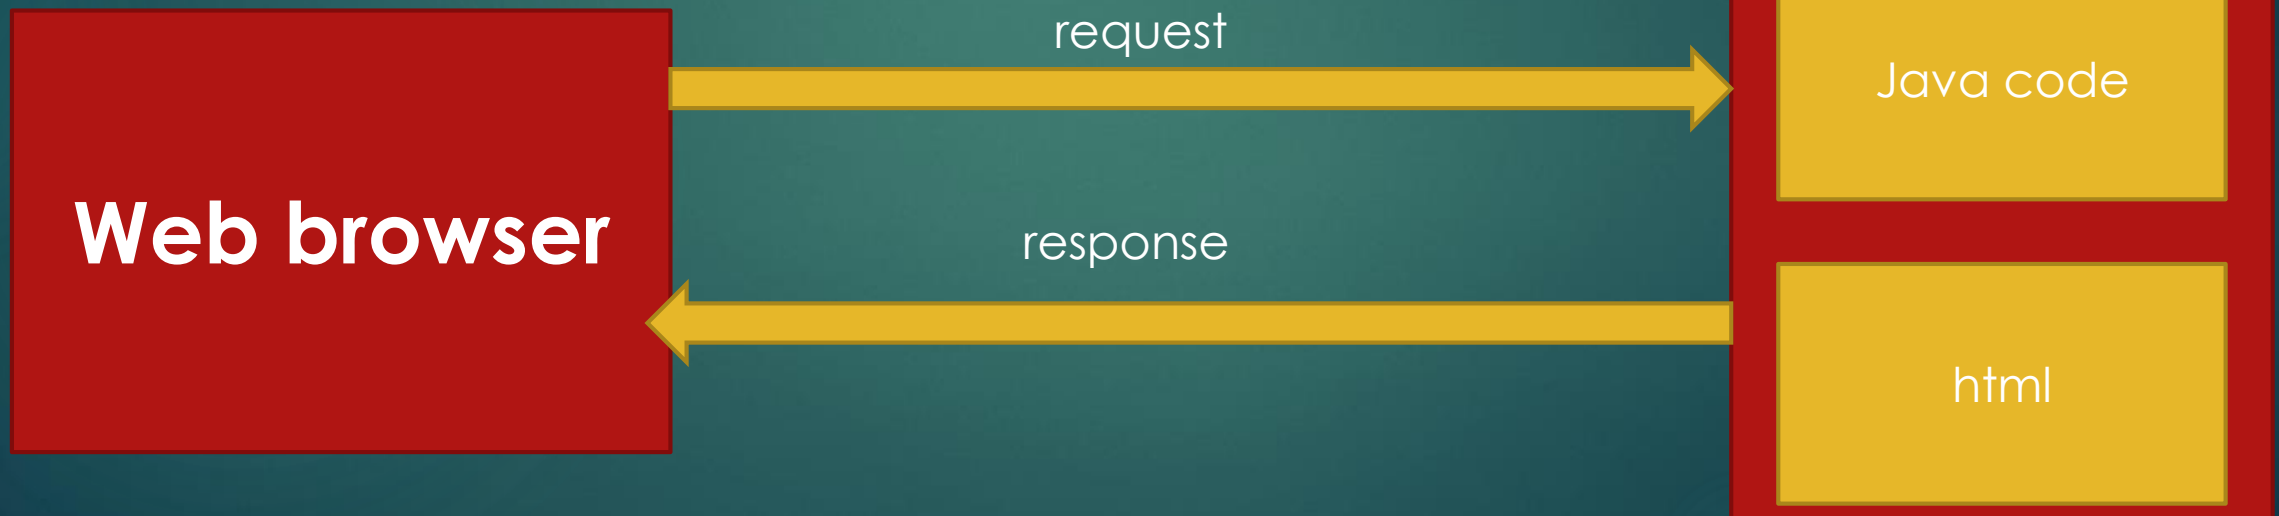 request
Java code
Web browser
response
html